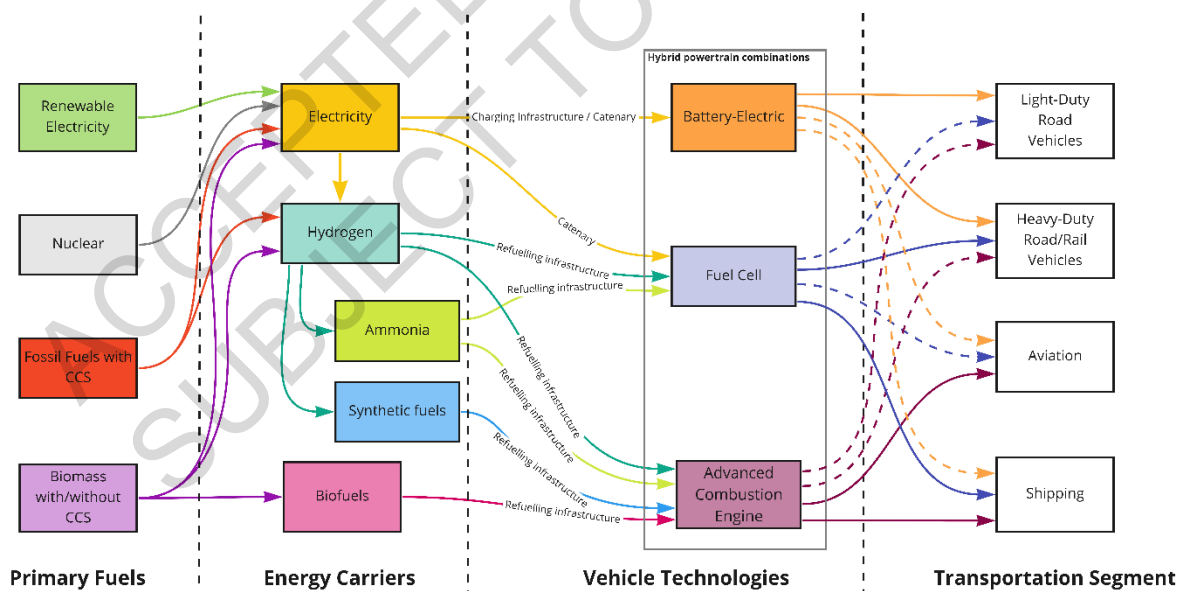 Hybrid powertrain combinations
Renewable
Electricity
Nuclear
Fossil Fuels with
CCS
Biomass
with/without
CCS
Electricity
Hydrogen
Ammonia
Synthetic fuels
Biofuels
Charging Infrastructure / Catenary
Catenary
Refuelling infrastructure
Refuelling infrastructure
Refuelling infrastructure
Refuelling infrastructure
Refuelling infrastructure
Refuelling infrastructure
Battery-Electric
Fuel Cell
Advanced
Combustion
Engine
Light-Duty
Road
Vehicles
Heavy-Duty
Road/Rail
Vehicles
Aviation
Shipping
Primary Fuels
Energy Carriers
Vehicle Technologies
Transportation Segment
ACCEPTED
SUBJECT TO